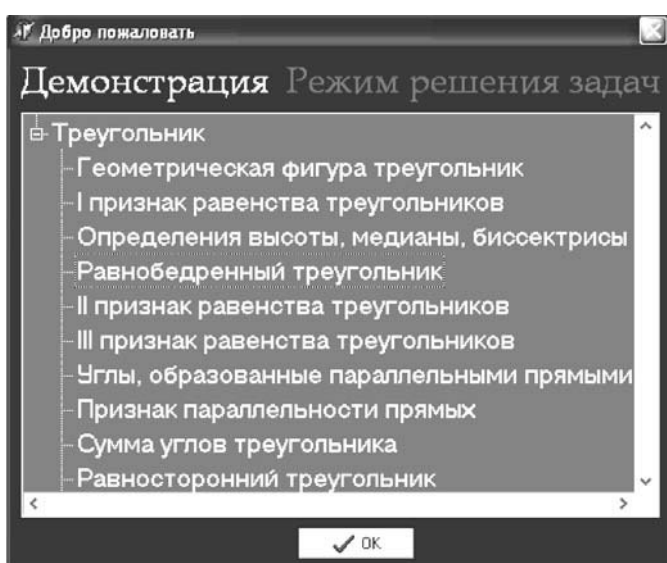 Добро пожаловать
Демонстрация Режим решения задач
Треугольник
Геометрическая фигура треугольник
I признак равенства треугольников
Определения высоты, медианы, биссектрисы
Равнобедренный треугольник
II признак равенства треугольников
III признак равенства треугольников
Углы, образованные параллельными прямыми
Признак параллельности прямых
Сумма углов треугольника
Равносторонний треугольник
OK